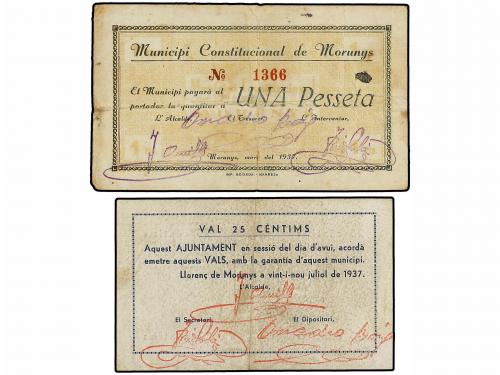 Municipi Constitucional de Morunys
Nº 1366
El Municipi pagarà al
portador la quantitat d' UNA Pesseta
L'Alcalde, El Tresorer L'Interventor,
Morunys, març del 1937.
VAL 25 CÈNTIMS
Aquest AJUNTAMENT en sessió del dia d'avui, acordà
emetre aquests VALS, amb la garantia d'aquest municipi.
Llorenç de Morunys a vint-i-nou juliol de 1937.
L'Alcalde,
El Secretari, El Dipositari,